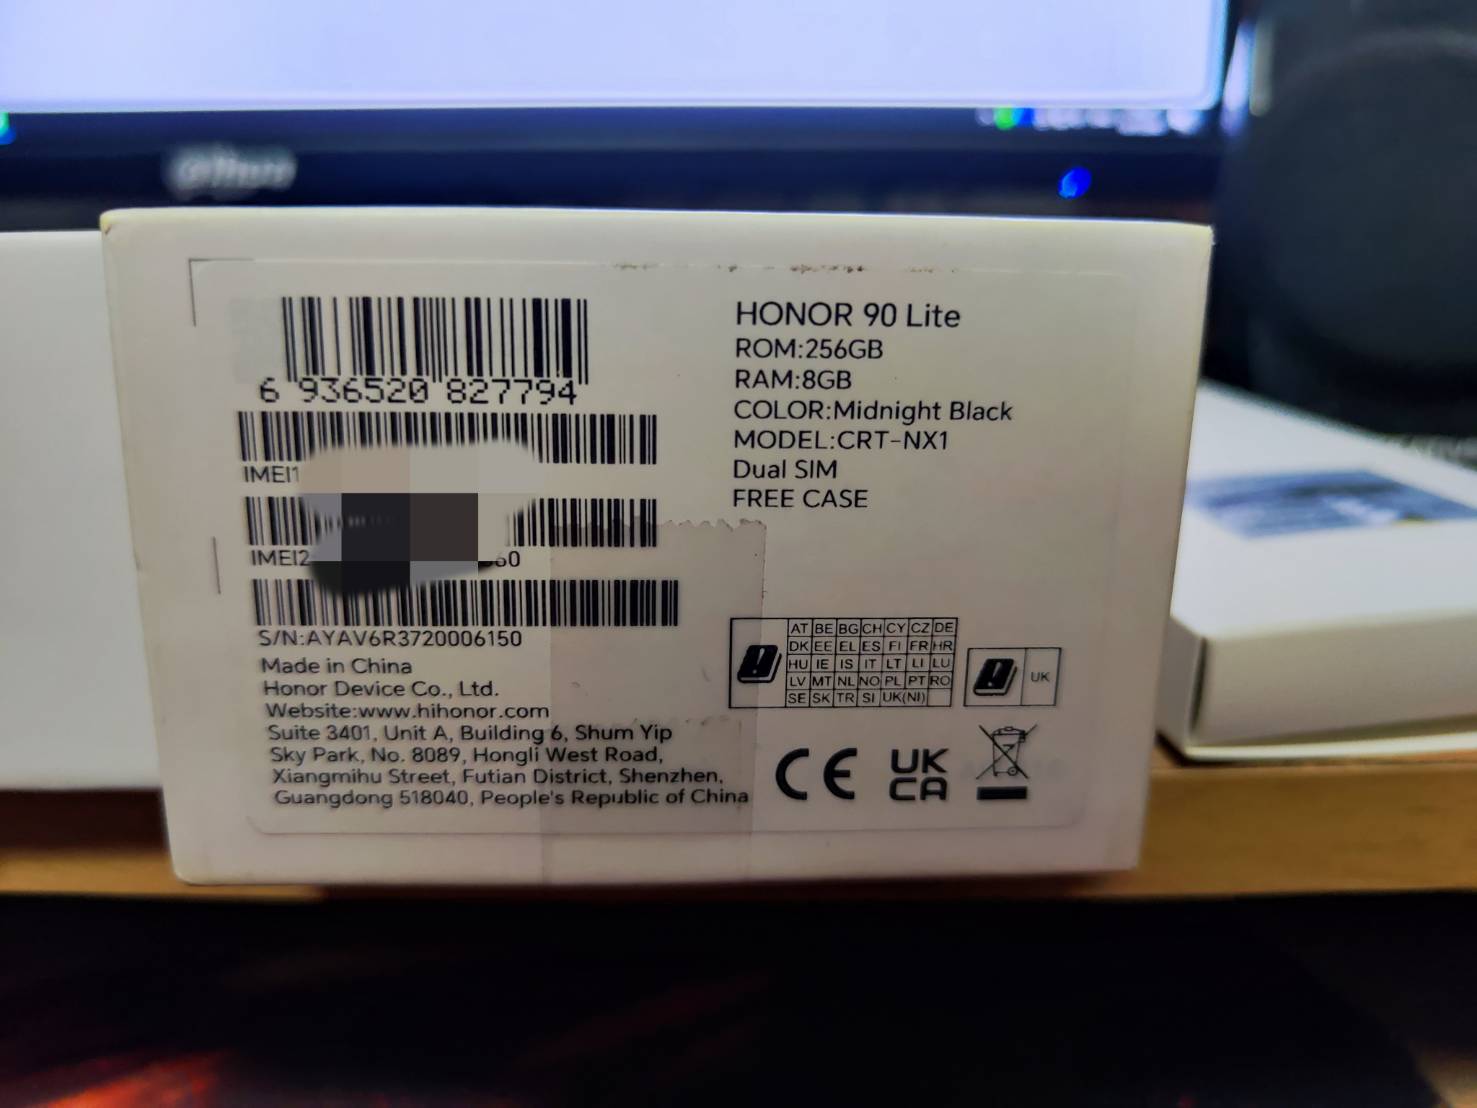 6 936520 827794
IMEI1
IMEI2 60
S/N:AYAV6R3720006150
Made in China
Honor Device Co., Ltd.
Website:www.hihonor.com
Suite 3401, Unit A, Building 6, Shum Yip
Sky Park, No. 8089, Hongli West Road,
Xiangmihu Street, Futian District, Shenzhen,
Guangdong 518040, People's Republic of China
HONOR 90 Lite
ROM:256GB
RAM:8GB
COLOR:Midnight Black
MODEL:CRT-NX1
Dual SIM
FREE CASE
AT BE BG CH CY CZ DE
DK EE EL ES FI FR HR
HU IE IS IT LT LI LU
LV MT NL NO PL PT RO
SE SK TR SI UK(NI)
UK
CE
UK
CA